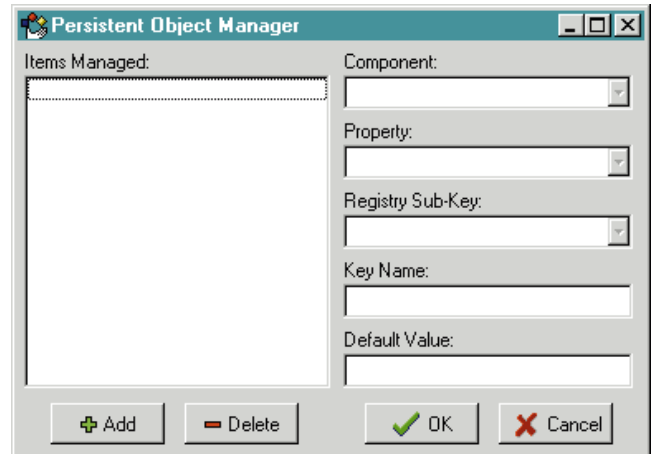 Persistent Object Manager
Items Managed:
Component:
Property:
Registry Sub-Key:
Key Name:
Default Value:
Add
Delete
OK
Cancel